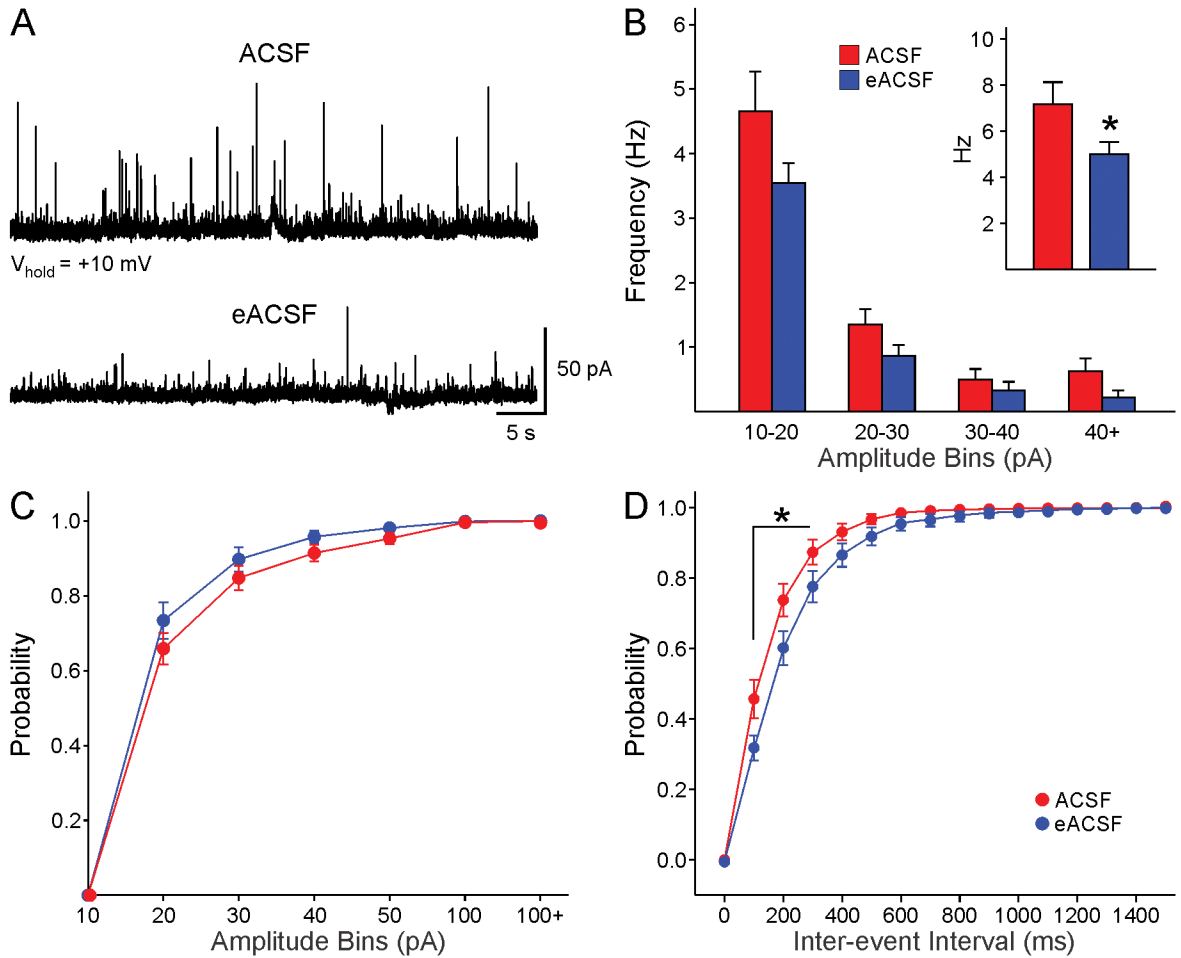 A
ACSF
V_hold = +10 mV
eACSF
50 pA
5 s
B
ACSF
eACSF
Frequency (Hz)
6
5
4
3
2
1
10-20
20-30
30-40
40+
Amplitude Bins (pA)
Hz
10
8
6
4
2
*
C
Probability
1.0
0.8
0.6
0.4
0.2
10
20
30
40
50
100
100+
Amplitude Bins (pA)
D
Probability
1.0
0.8
0.6
0.4
0.2
0.0
*
ACSF
eACSF
0
200
400
600
800
1000
1200
1400
Inter-event Interval (ms)